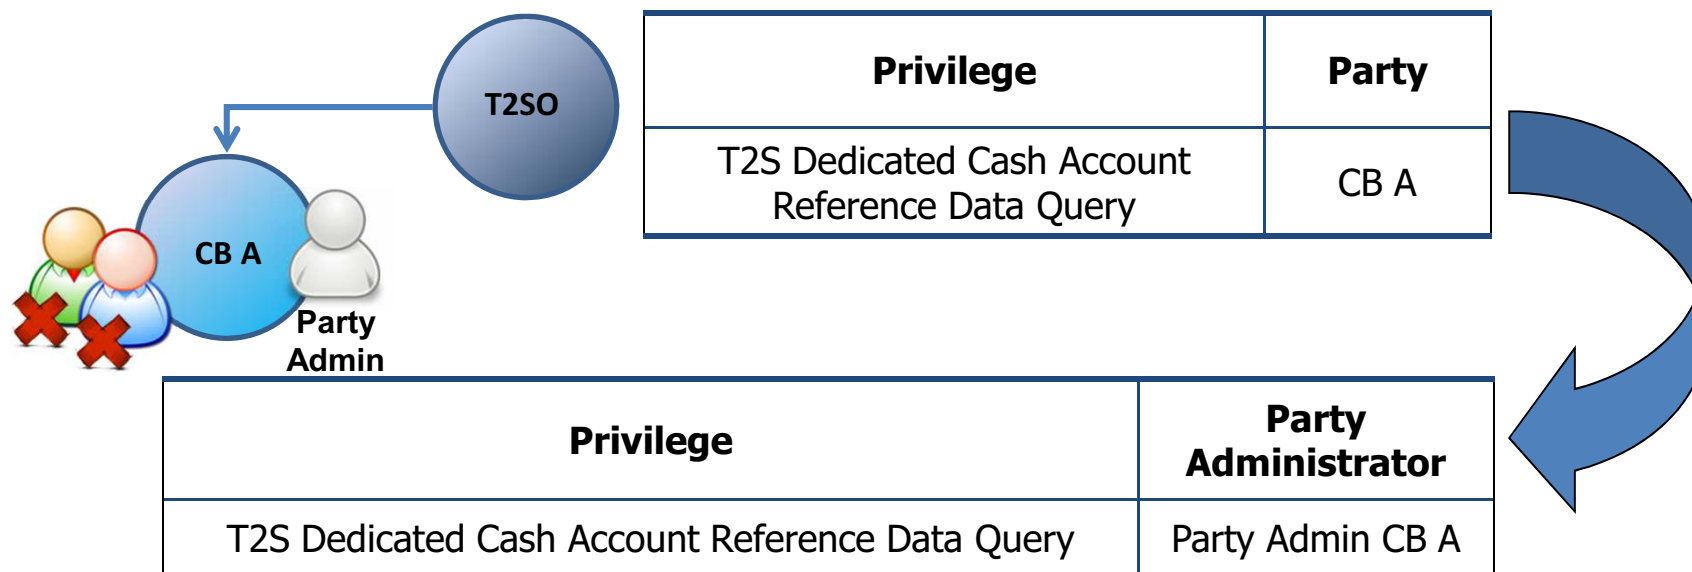 T2SO
CB A
Party
Admin
Privilege
Party
T2S Dedicated Cash Account
Reference Data Query
CB A
Privilege
Party
Administrator
T2S Dedicated Cash Account Reference Data Query
Party Admin CB A